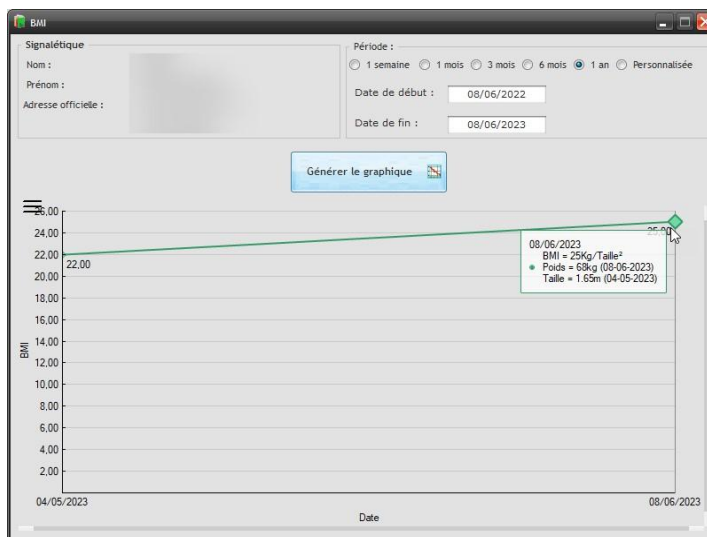 BMI
Signalétique
Nom :
Prénom :
Adresse officielle :
Période :
1 semaine 1 mois 3 mois 6 mois 1 an Personnalisée
Date de début : 08/06/2022
Date de fin : 08/06/2023
Générer le graphique
26,00
24,00
22,00
20,00
18,00
16,00
14,00
12,00
10,00
8,00
6,00
4,00
2,00
BMI
22,00
25,00
08/06/2023
BMI = 25Kg/Taille²
Poids = 68kg (08-06-2023)
Taille = 1.65m (04-05-2023)
04/05/2023 08/06/2023
Date